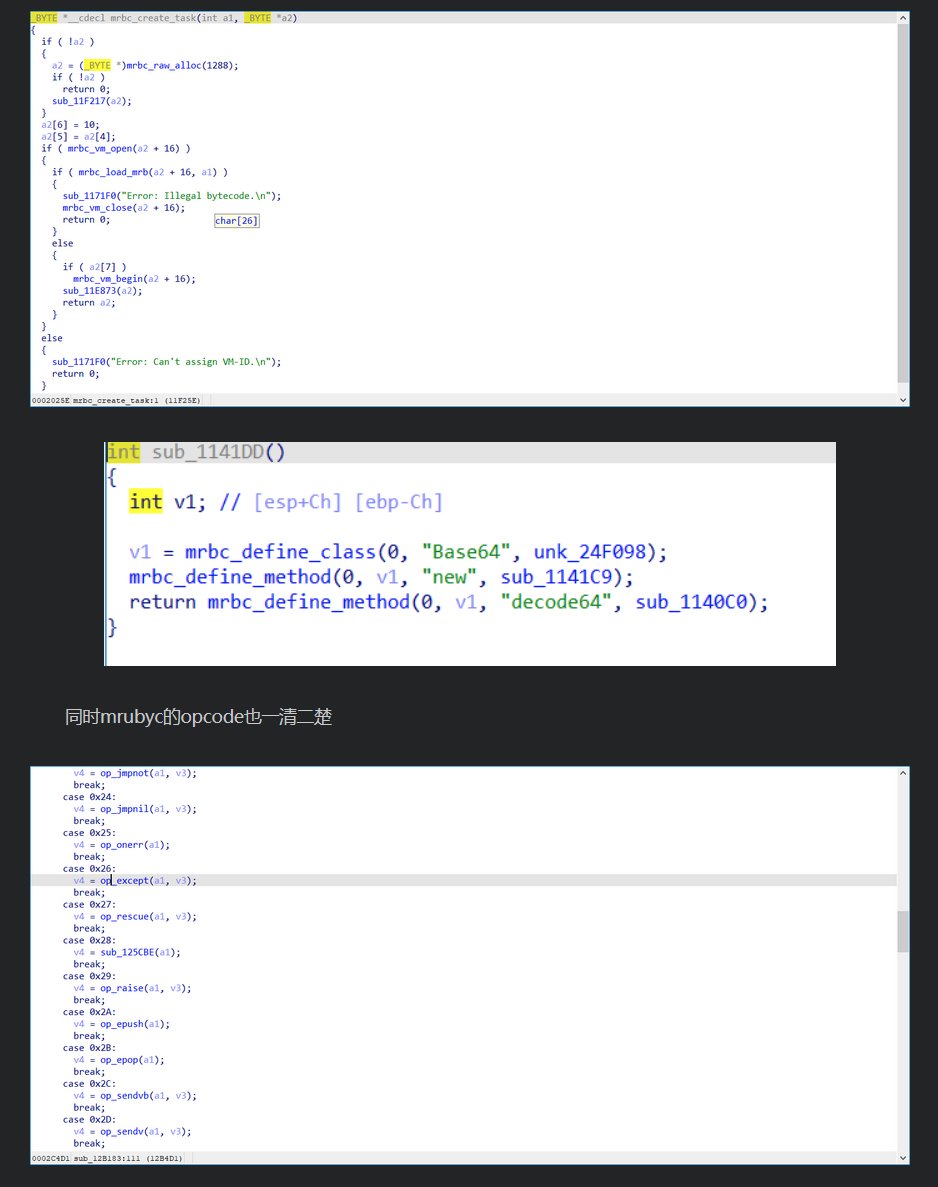 _BYTE *__cdecl mrbc_create_task(int a1, _BYTE *a2)
{
if ( !a2 )
{
a2 = (_BYTE *)mrbc_raw_alloc(1288);
if ( !a2 )
return 0;
sub_11F217(a2);
}
a2[6] = 10;
a2[5] = a2[4];
if ( mrbc_vm_open(a2 + 16) )
{
if ( mrbc_load_mrb(a2 + 16, a1) )
{
sub_1171F0("Error: Illegal bytecode.\n");
mrbc_vm_close(a2 + 16);
return 0;
char[26]
}
else
{
if ( a2[7] )
mrbc_vm_begin(a2 + 16);
sub_11E873(a2);
return a2;
}
}
else
{
sub_1171F0("Error: Can't assign VM-ID.\n");
return 0;
}
0002025E mrbc_create_task:1 (11F25E)
int sub_1141DD()
{
int v1; // [esp+Ch] [ebp-Ch]
v1 = mrbc_define_class(0, "Base64", unk_24F098);
mrbc_define_method(0, v1, "new", sub_1141C9);
return mrbc_define_method(0, v1, "decode64", sub_1140C0);
}
同时mrubyc的opcode也一清二楚
v4 = op_jmpnot(a1, v3);
break;
case 0x24:
v4 = op_jmpnil(a1, v3);
break;
case 0x25:
v4 = op_onerr(a1);
break;
case 0x26:
v4 = op_except(a1, v3);
break;
case 0x27:
v4 = op_rescue(a1, v3);
break;
case 0x28:
v4 = sub_125CBE(a1);
break;
case 0x29:
v4 = op_raise(a1, v3);
break;
case 0x2A:
v4 = op_epush(a1);
break;
case 0x2B:
v4 = op_epop(a1);
break;
case 0x2C:
v4 = op_sendvb(a1, v3);
break;
case 0x2D:
v4 = op_sendv(a1, v3);
break;
0002C4D1 sub_12B183:111 (12B4D1)